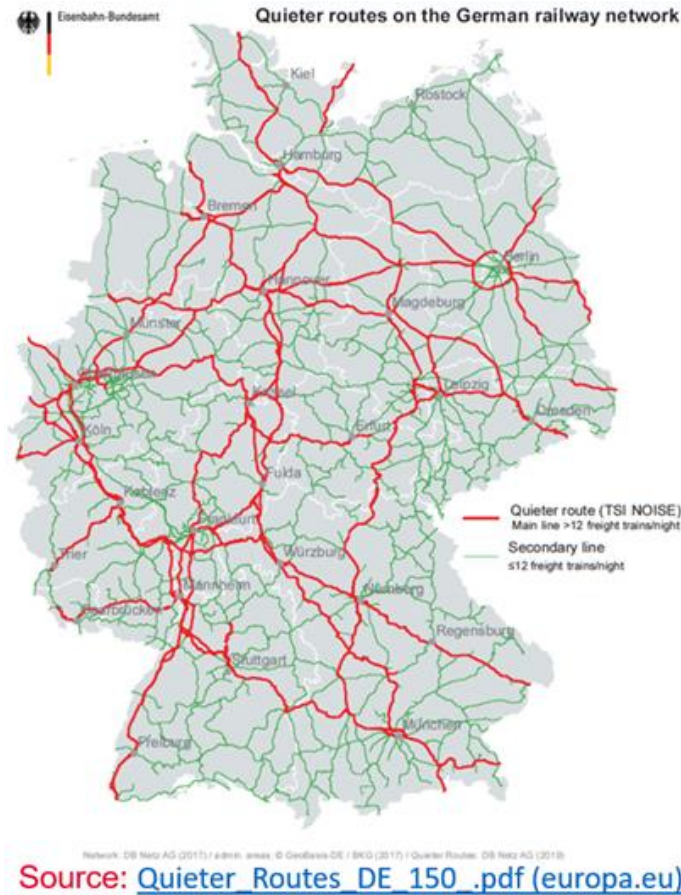 Eisenbahn-Bundesamt
Quieter routes on the German railway network
Kiel
Rostock
Hamburg
Bremen
Berlin
Hannover
Magdeburg
Münster
Leipzig
Kassel
Dresden
Köln
Erfurt
Fulda
Koblenz
Frankfurt
Quieter route (TSI NOISE)
Main line >12 freight trains/night
Secondary line
≤12 freight trains/night
Trier
Würzburg
Mannheim
Nürnberg
Saarbrücken
Regensburg
Stuttgart
München
Freiburg
Network: DB Netz AG (2017) / admin. areas: © GeoBasis-DE / BKG (2017) / Quieter Routes: DB Netz AG (2019)
Source: Quieter_Routes_DE_150_.pdf (europa.eu)